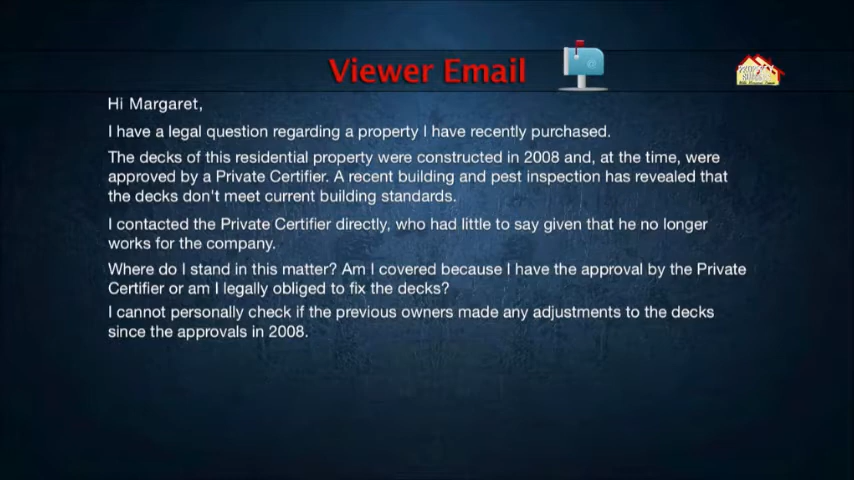 Viewer Email
Hi Margaret,
I have a legal question regarding a property I have recently purchased.
The decks of this residential property were constructed in 2008 and, at the time, were
approved by a Private Certifier. A recent building and pest inspection has revealed that
the decks don't meet current building standards.
I contacted the Private Certifier directly, who had little to say given that he no longer
works for the company.
Where do I stand in this matter? Am I covered because I have the approval by the Private
Certifier or am I legally obliged to fix the decks?
I cannot personally check if the previous owners made any adjustments to the decks
since the approvals in 2008.